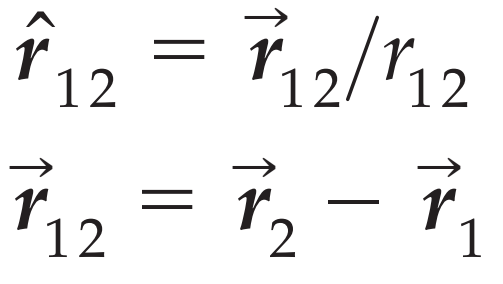 r̂₁₂ = r⃗₁₂/r₁₂
r⃗₁₂ = r⃗₂ − r⃗₁